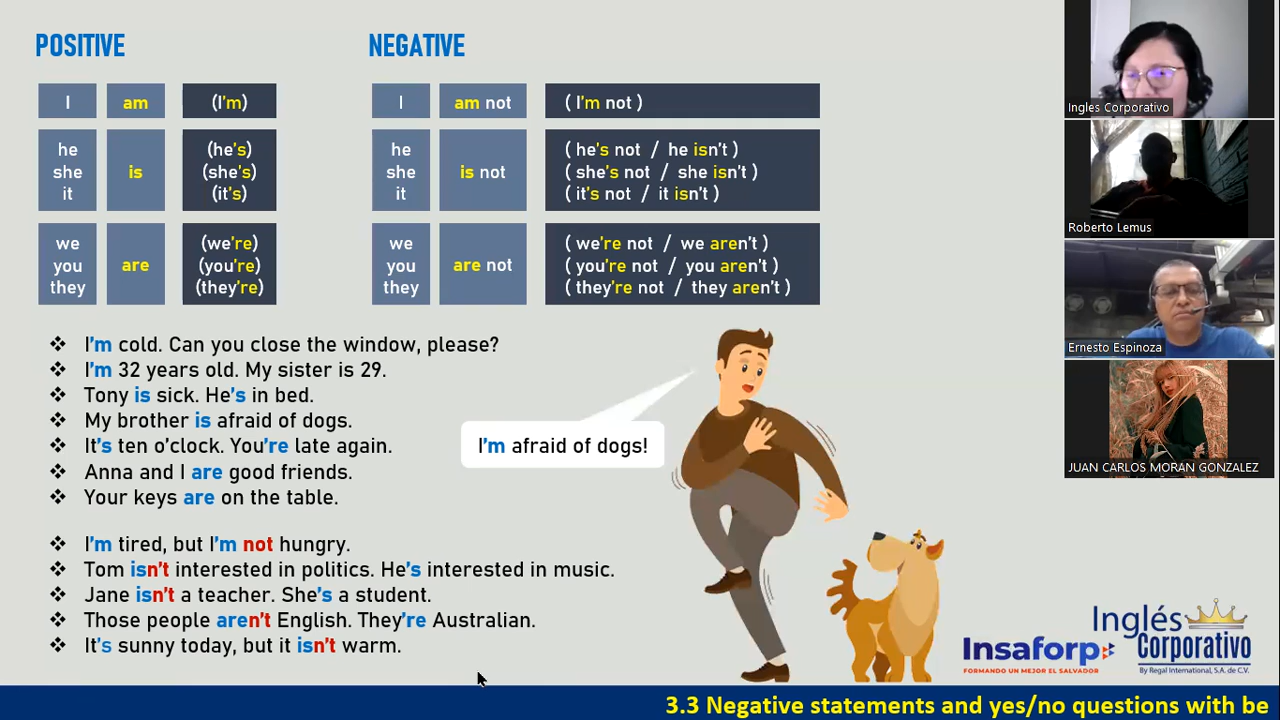 POSITIVE
I am (I'm)
he
she
it
is
(he's)
(she's)
(it's)
we
you
they
are
(we're)
(you're)
(they're)
NEGATIVE
I am not ( I'm not )
he
she
it
is not
( he's not / he isn't )
( she's not / she isn't )
( it's not / it isn't )
we
you
they
are not
( we're not / we aren't )
( you're not / you aren't )
( they're not / they aren't )
❖ I'm cold. Can you close the window, please?
❖ I'm 32 years old. My sister is 29.
❖ Tony is sick. He's in bed.
❖ My brother is afraid of dogs.
❖ It's ten o'clock. You're late again.
❖ Anna and I are good friends.
❖ Your keys are on the table.
I'm afraid of dogs!
❖ I'm tired, but I'm not hungry.
❖ Tom isn't interested in politics. He's interested in music.
❖ Jane isn't a teacher. She's a student.
❖ Those people aren't English. They're Australian.
❖ It's sunny today, but it isn't warm.
Insaforp
FORMANDO UN MEJOR EL SALVADOR
Inglés
Corporativo
By Regal International, S.A. de C.V.
3.3 Negative statements and yes/no questions with be
Ingles Corporativo
Roberto Lemus
Ernesto Espinoza
JUAN CARLOS MORAN GONZALEZ